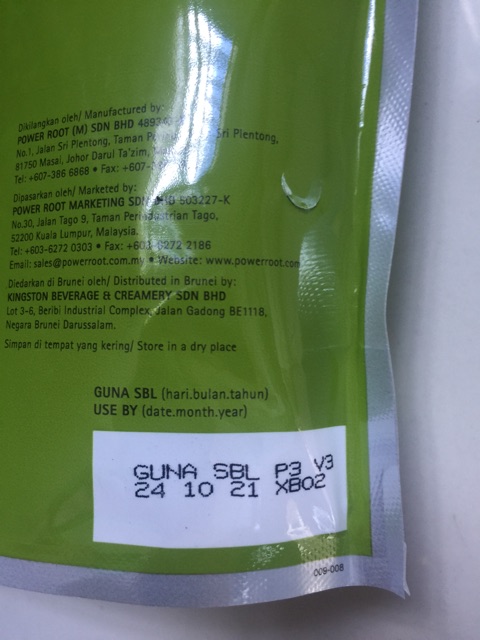 Dikilangkan oleh/ Manufactured by:
POWER ROOT (M) SDN BHD
No.1, Jalan Sri Plentong, Taman Sri Plentong,
81750 Masai, Johor Darul Ta'zim,
Tel: +607-386 6868 • Fax:
Dipasarkan oleh/ Marketed by:
POWER ROOT MARKETING SDN 503227-K
No.30, Jalan Tago 9, Taman Tago,
52200 Kuala Lumpur, Malaysia.
Tel: +603-6272 0303 • Fax: +603-6272 2186
Email: sales@powerroot.com.my • Website: www.powerroot.com
Diedarkan di Brunei oleh/ Distributed in Brunei by:
KINGSTON BEVERAGE & CREAMERY SDN BHD
Lot 3-6, Beribi Industrial Complex, Jalan Gadong BE1118,
Negara Brunei Darussalam.
Simpan di tempat yang kering/ Store in a dry place
GUNA SBL (hari.bulan.tahun)
USE BY (date.month.year)
GUNA SBL P3 V3
24 10 21 XB02
009-008